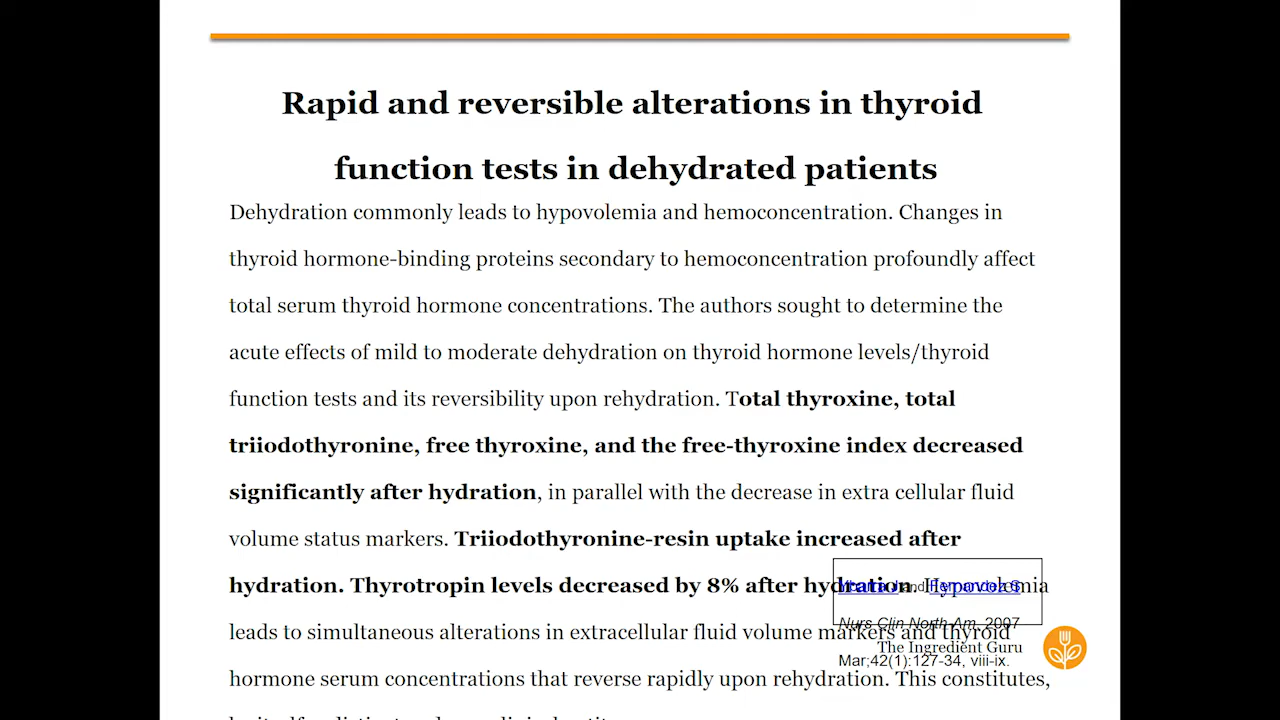 Rapid and reversible alterations in thyroid
function tests in dehydrated patients
Dehydration commonly leads to hypovolemia and hemoconcentration. Changes in
thyroid hormone-binding proteins secondary to hemoconcentration profoundly affect
total serum thyroid hormone concentrations. The authors sought to determine the
acute effects of mild to moderate dehydration on thyroid hormone levels/thyroid
function tests and its reversibility upon rehydration. Total thyroxine, total
triiodothyronine, free thyroxine, and the free-thyroxine index decreased
significantly after hydration, in parallel with the decrease in extra cellular fluid
volume status markers. Triiodothyronine-resin uptake increased after
hydration. Thyrotropin levels decreased by 8% after hydration. Hypovolemia
leads to simultaneous alterations in extracellular fluid volume markers and thyroid
hormone serum concentrations that reverse rapidly upon rehydration. This constitutes,
and Fernandez S
Nurs Clin North Am. 2007
Mar;42(1):127-34, viii-ix.
The Ingredient Guru